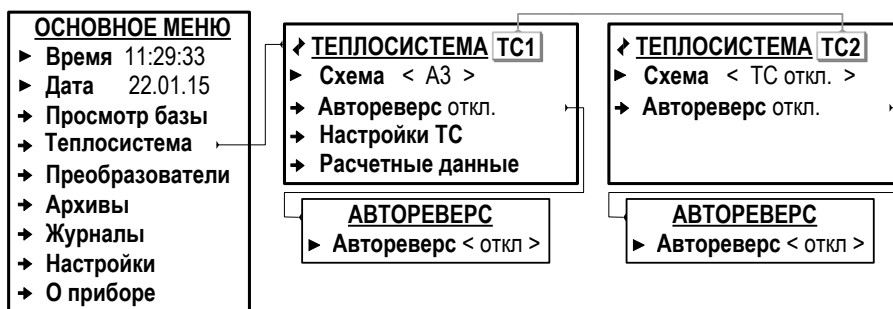 ОСНОВНОЕ МЕНЮ
Время 11:29:33
Дата 22.01.15
Просмотр базы
Теплосистема
Преобразователи
Архивы
Журналы
Настройки
О приборе
ТЕПЛОСИСТЕМА ТС1
Схема < А3 >
Автореверс откл.
Настройки ТС
Расчетные данные
АВТОРЕВЕРС
Автореверс < откл >
ТЕПЛОСИСТЕМА ТС2
Схема < ТС откл. >
Автореверс откл.
АВТОРЕВЕРС
Автореверс < откл >